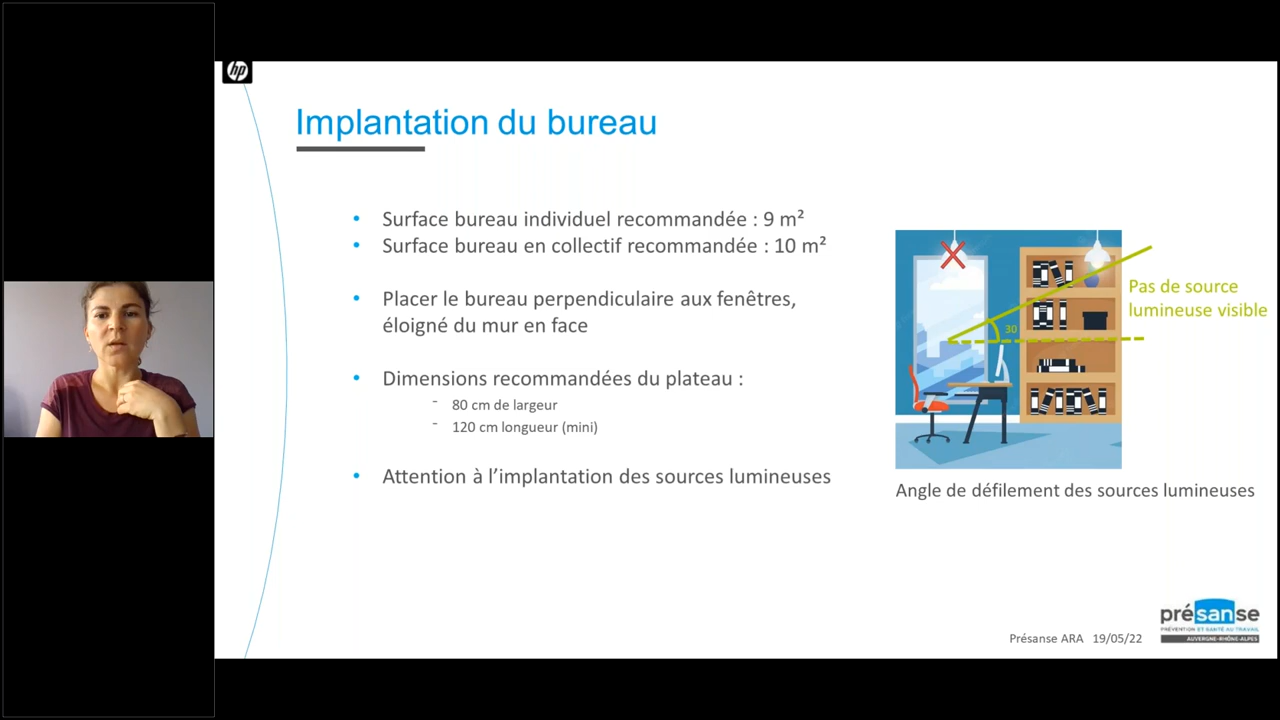 hp
Implantation du bureau
• Surface bureau individuel recommandée : 9 m²
• Surface bureau en collectif recommandée : 10 m²
• Placer le bureau perpendiculaire aux fenêtres,
éloigné du mur en face
• Dimensions recommandées du plateau :
- 80 cm de largeur
- 120 cm longueur (mini)
• Attention à l’implantation des sources lumineuses
30
Pas de source
lumineuse visible
Angle de défilement des sources lumineuses
Présanse ARA 19/05/22
présanse
PRÉVENTION ET SANTÉ AU TRAVAIL
AUVERGNE-RHÔNE-ALPES